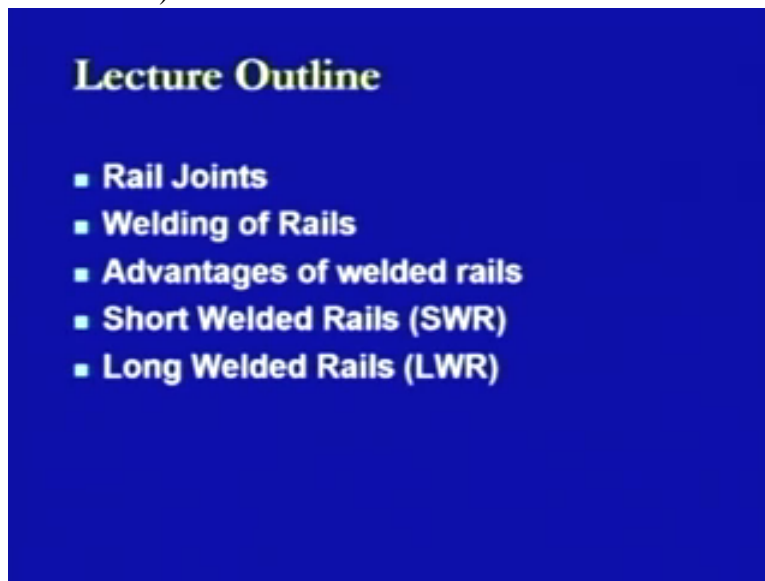 Lecture Outline
Rail Joints
Welding of Rails
Advantages of welded rails
Short Welded Rails (SWR)
Long Welded Rails (LWR)